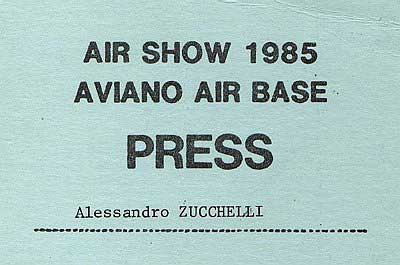 AIR SHOW 1985
AVIANO AIR BASE
PRESS
Alessandro ZUCCHELLI